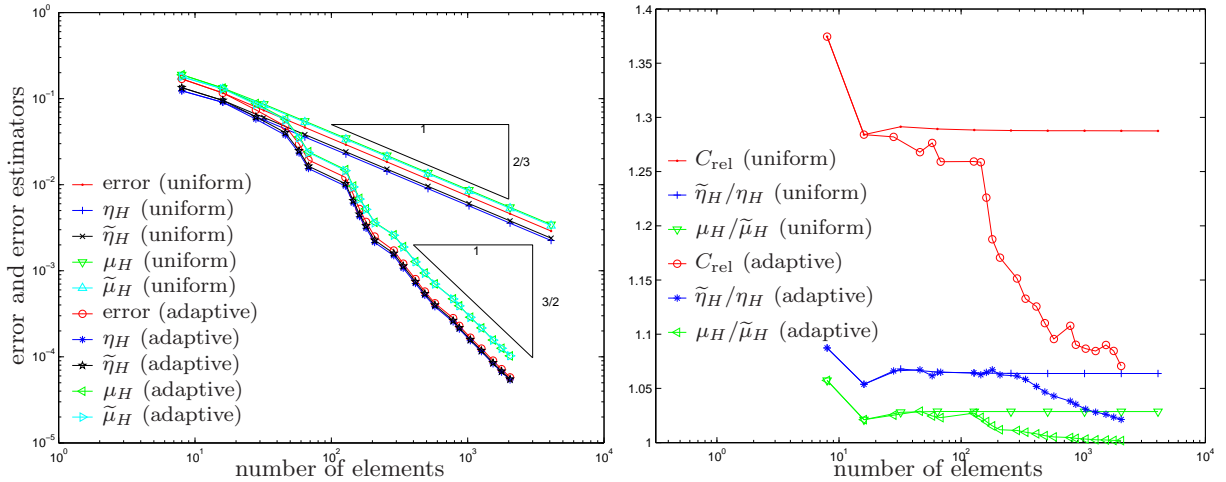 10^0
10^{-1}
10^{-2}
10^{-3}
10^{-4}
10^{-5}
error and error estimators
1
2/3
1
3/2
error (uniform)
η_H (uniform)
η̃_H (uniform)
μ_H (uniform)
μ̃_H (uniform)
error (adaptive)
η_H (adaptive)
η̃_H (adaptive)
μ_H (adaptive)
μ̃_H (adaptive)
10^0 10^1 10^2 10^3 10^4
number of elements
1.4
1.35
1.3
1.25
1.2
1.15
1.1
1.05
1
C_rel (uniform)
η̃_H/η_H (uniform)
μ_H/μ̃_H (uniform)
C_rel (adaptive)
η̃_H/η_H (adaptive)
μ_H/μ̃_H (adaptive)
10^0 10^1 10^2 10^3 10^4
number of elements